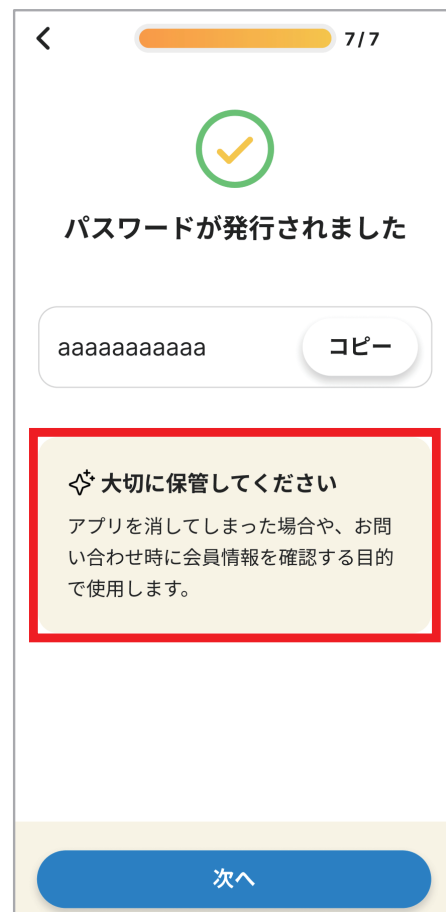 7/7
パスワードが発行されました
aaaaaaaaaaa
コピー
大切に保管してください
アプリを消してしまった場合や、お問
い合わせ時に会員情報を確認する目的
で使用します。
次へ